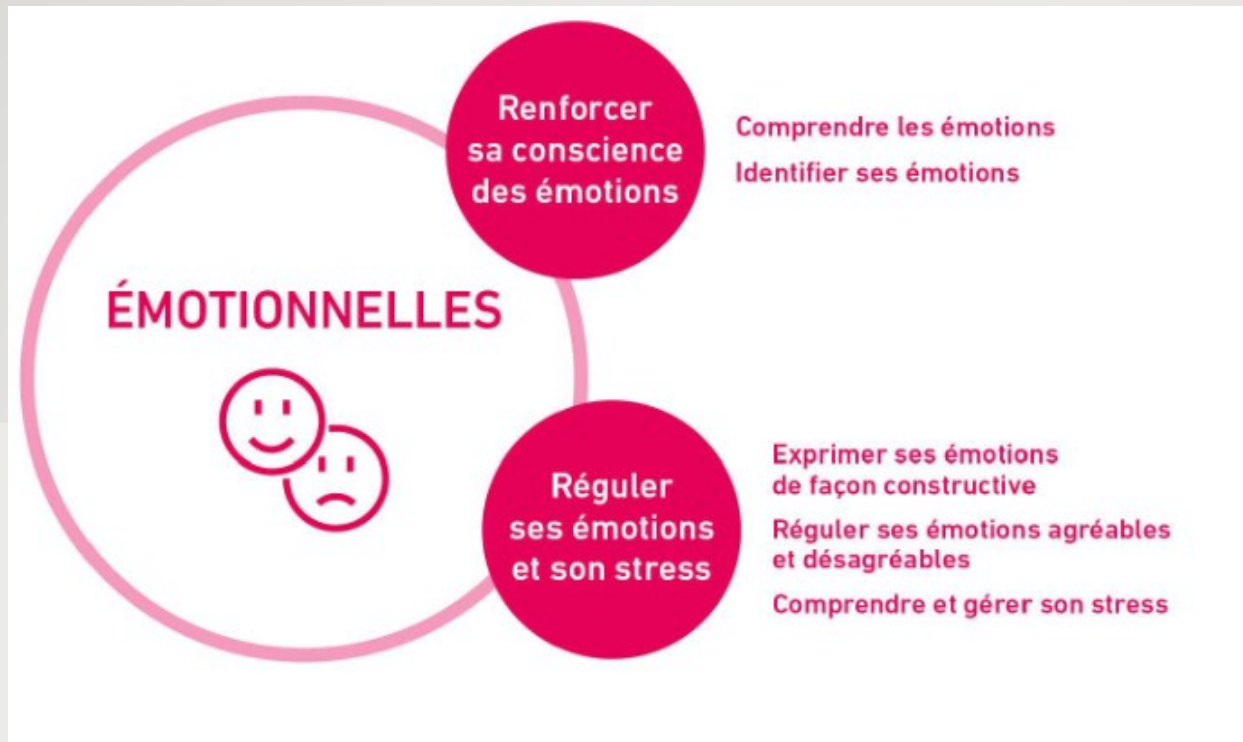 ÉMOTIONNELLES
Renforcer
sa conscience
des émotions
Comprendre les émotions
Identifier ses émotions
Réguler
ses émotions
et son stress
Exprimer ses émotions
de façon constructive
Réguler ses émotions agréables
et désagréables
Comprendre et gérer son stress